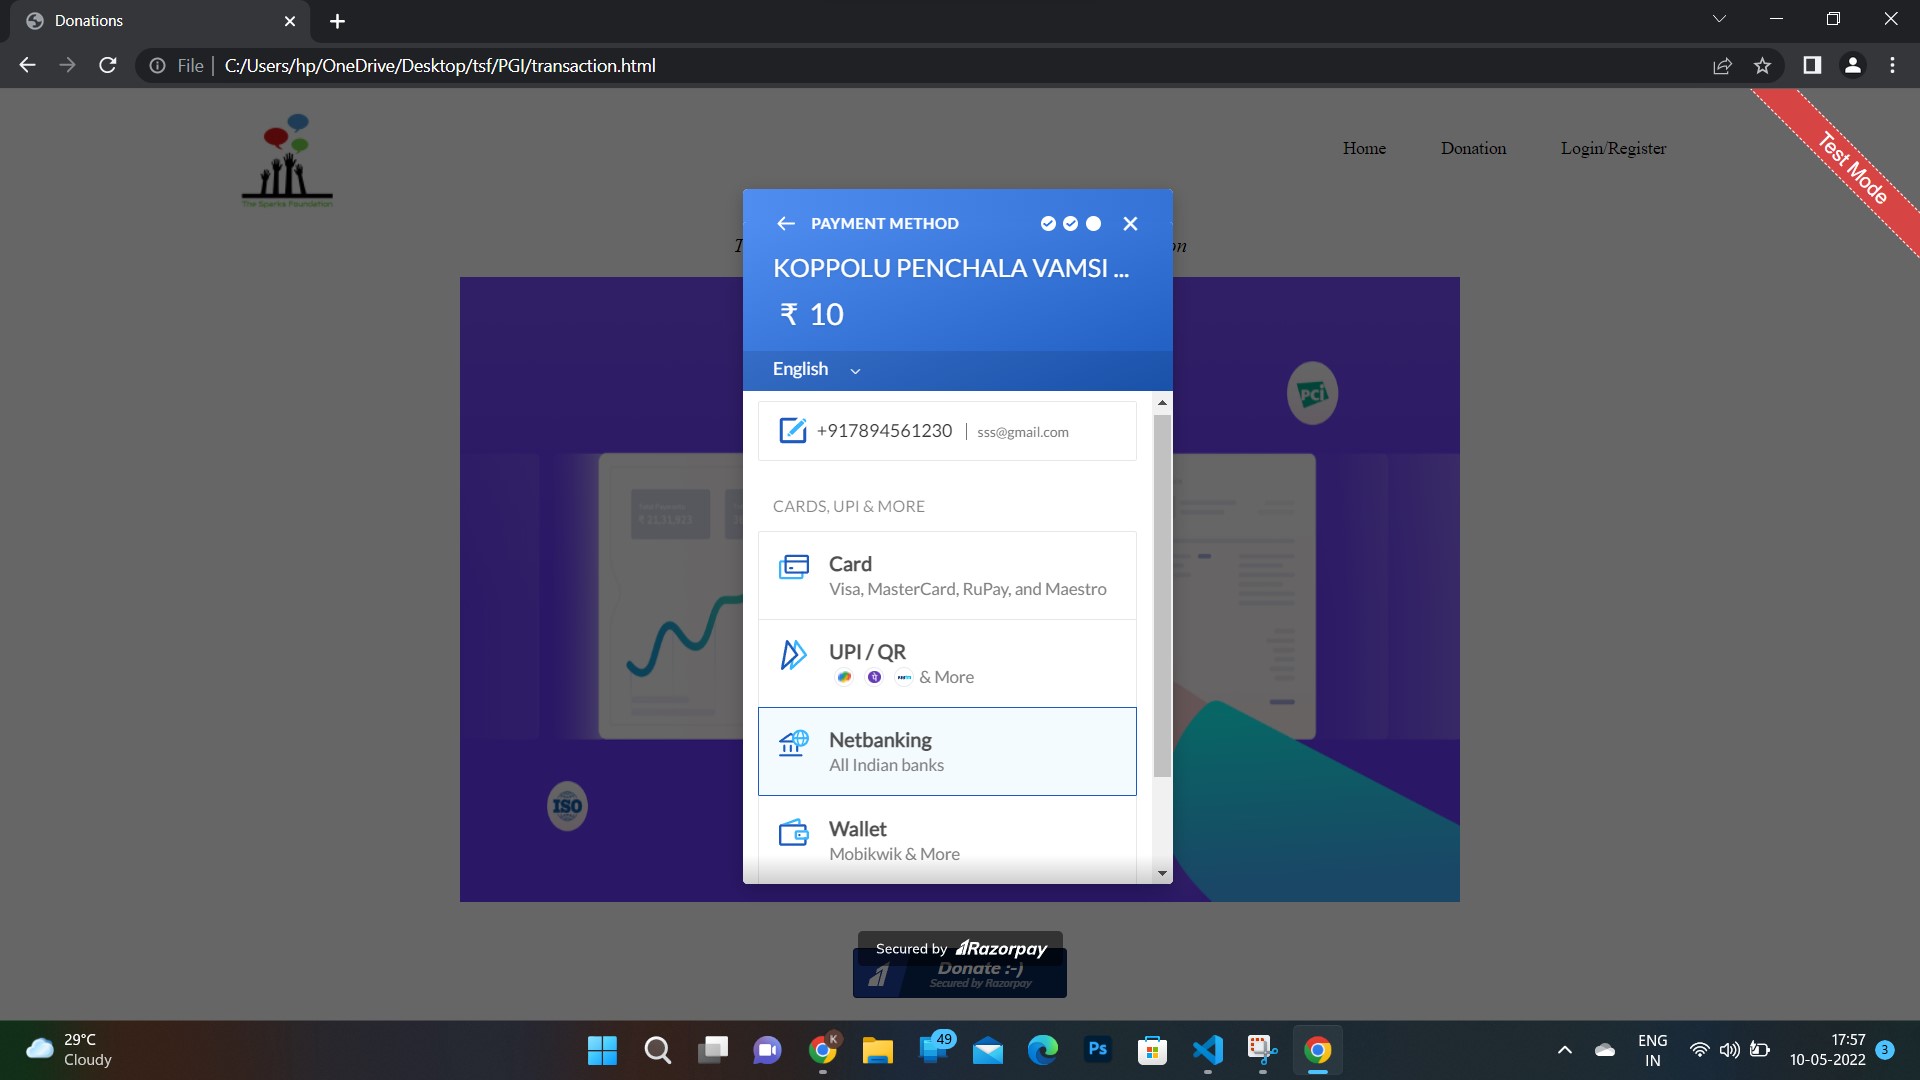 Donations
File
C:/Users/hp/OneDrive/Desktop/tsf/PGI/transaction.html
The Sparks Foundation
Home
Donation
Login/Register
Test Mode
PAYMENT METHOD
KOPPOLU PENCHALA VAMSI ...
₹ 10
English
+917894561230 | sss@gmail.com
CARDS, UPI & MORE
Card
Visa, MasterCard, RuPay, and Maestro
UPI / QR
& More
Netbanking
All Indian banks
Wallet
Mobikwik & More
PCi
ISO
Secured by Razorpay
Donate :-)
Secured by Razorpay
29°C
Cloudy
K
49
Ps
ENG
IN
17:57
10-05-2022
3